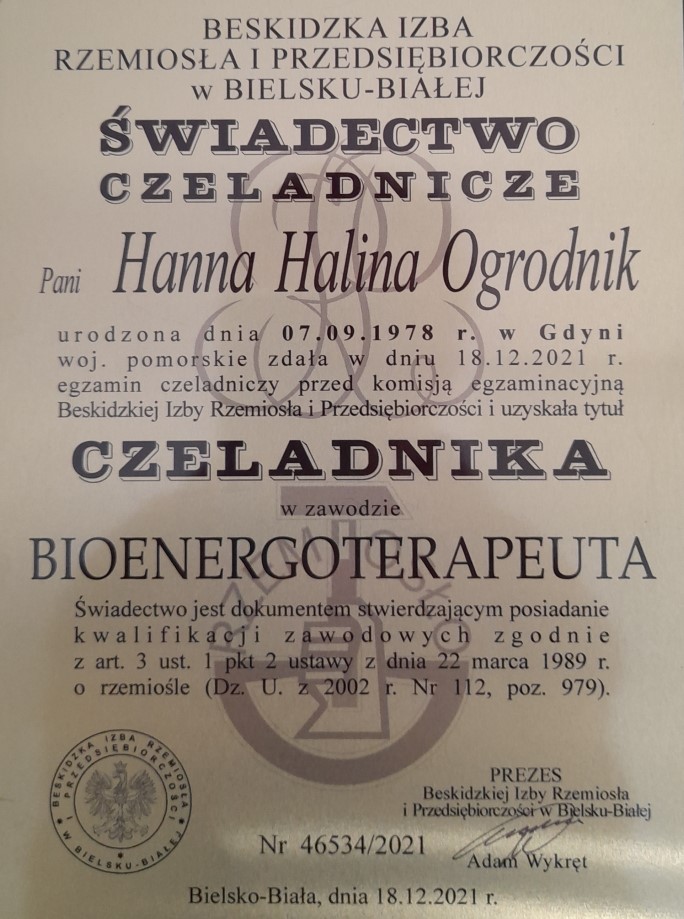 BESKIDZKA IZBA
RZEMIOSŁA I PRZEDSIĘBIORCZOŚCI
w BIELSKU-BIAŁEJ
ŚWIADECTWO
CZELADNICZE
Pani Hanna Halina Ogrodnik
urodzona dnia 07.09.1978 r. w Gdyni
woj. pomorskie zdała w dniu 18.12.2021 r.
egzamin czeladniczy przed komisją egzaminacyjną
Beskidzkiej Izby Rzemiosła i Przedsiębiorczości i uzyskała tytuł
CZELADNIKA
w zawodzie
BIOENERGOTERAPEUTA
RZEMIOSŁO
Świadectwo jest dokumentem stwierdzającym posiadanie
kwalifikacji zawodowych zgodnie
z art. 3 ust. 1 pkt 2 ustawy z dnia 22 marca 1989 r.
o rzemiośle (Dz. U. z 2002 r. Nr 112, poz. 979).
BESKIDZKA IZBA RZEMIOSŁA
I PRZEDSIĘBIORCZOŚCI
W BIELSKU-BIAŁEJ
PREZES
Beskidzkiej Izby Rzemiosła
i Przedsiębiorczości w Bielsku-Białej
Nr 46534/2021
Adam Wykręt
Bielsko-Biała, dnia 18.12.2021 r.